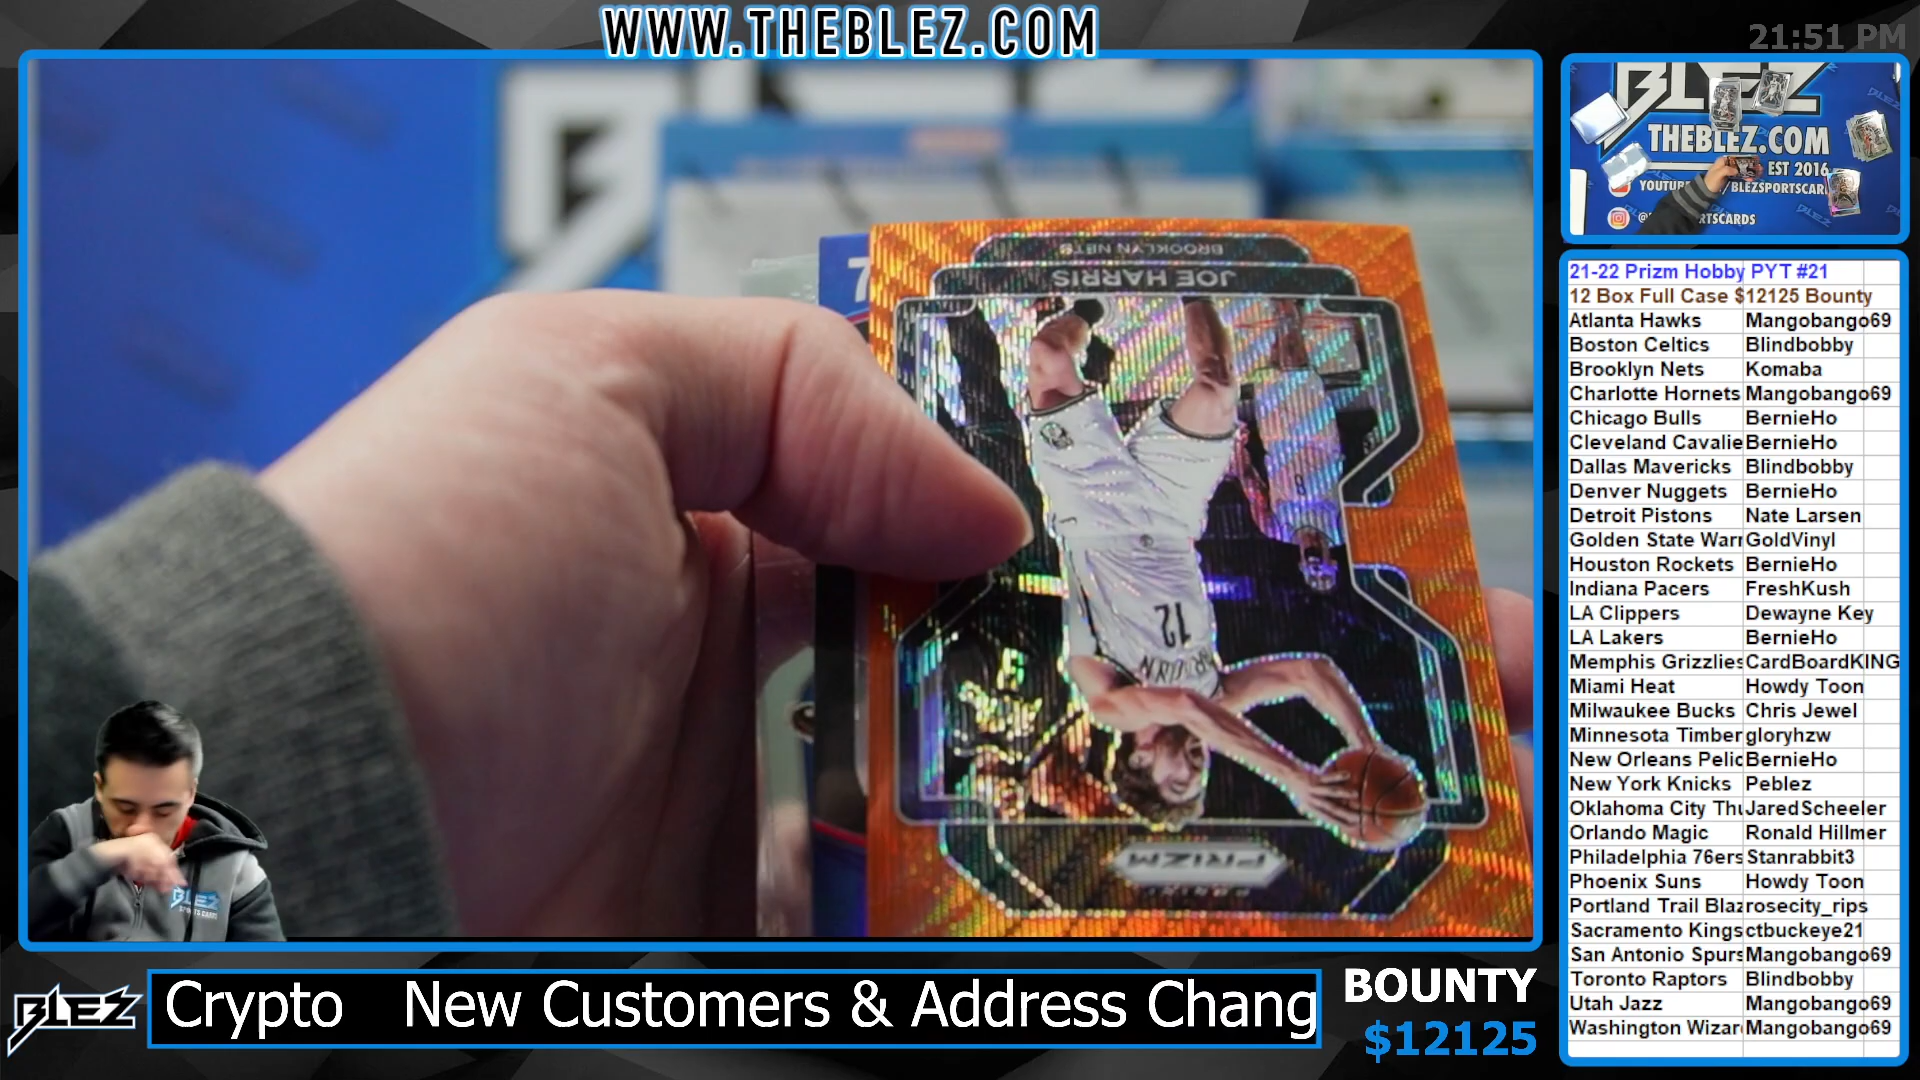 WWW.THEBLEZ.COM
21:51 PM
BLEZ
THEBLEZ.COM
EST 2016
BROOKLYN NETS
JOE HARRIS
12
PRIZM
7
BLEZ
21-22 Prizm Hobby PYT #21
12 Box Full Case $12125 Bounty
Atlanta Hawks Mangobango69
Boston Celtics Blindbobby
Brooklyn Nets Komaba
Charlotte Hornets Mangobango69
Chicago Bulls BernieHo
Cleveland Cavalie BernieHo
Dallas Mavericks Blindbobby
Denver Nuggets BernieHo
Detroit Pistons Nate Larsen
Golden State Warr GoldVinyl
Houston Rockets BernieHo
Indiana Pacers FreshKush
LA Clippers Dewayne Key
LA Lakers BernieHo
Memphis Grizzlies CardBoardKING
Miami Heat Howdy Toon
Milwaukee Bucks Chris Jewel
Minnesota Timber gloryhzw
New Orleans Pelic BernieHo
New York Knicks Peblez
Oklahoma City Thu JaredScheeler
Orlando Magic Ronald Hillmer
Philadelphia 76ers Stanrabbit3
Phoenix Suns Howdy Toon
Portland Trail Blaz rosecity_rips
Sacramento Kings ctbuckeye21
San Antonio Spurs Mangobango69
Toronto Raptors Blindbobby
Utah Jazz Mangobango69
Washington Wizar Mangobango69
BLEZ
Crypto New Customers & Address Chang
BOUNTY
$12125